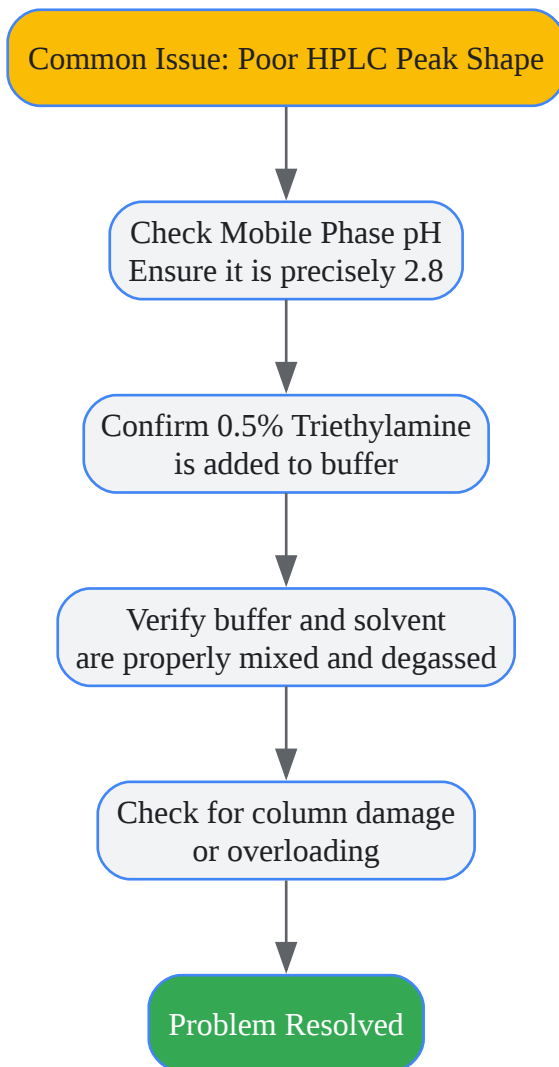 Common Issue: Poor HPLC Peak Shape
Check Mobile Phase pH
Ensure it is precisely 2.8
Confirm 0.5% Triethylamine
is added to buffer
Verify buffer and solvent
are properly mixed and degassed
Check for column damage
or overloading
Problem Resolved